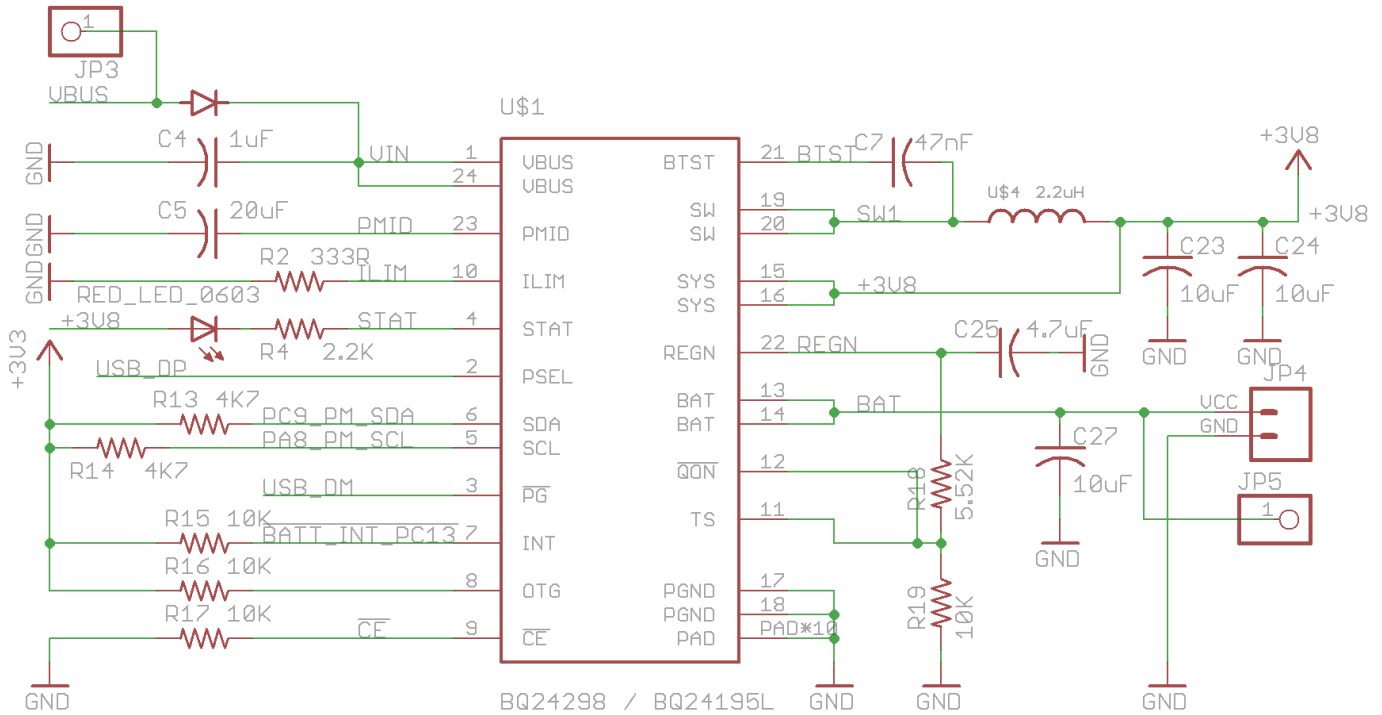 1
JP3
VBUS
U$1
C4 1uF
GND
VIN
1
VBUS
24
VBUS
C5 20uF
GND
PMID
23
PMID
R2 333R
GND
ILIM
10
ILIM
RED_LED_0603
+3V8
STAT
4
STAT
R4 2.2K
+3V3
USB_DP
2
PSEL
R13 4K7
PC9_PM_SDA
6
SDA
PA8_PM_SCL
5
SCL
R14 4K7
USB_DM
3
PG
R15 10K
BATT_INT_PC13
7
INT
R16 10K
8
OTG
R17 10K
CE
9
CE
GND
BTST
21
BTST
C7 47nF
SW
19
SW
20
SW1
U$4 2.2uH
+3V8
+3V8
SYS
15
SYS
16
+3V8
C23
10uF
GND
C24
10uF
GND
REGN
22
REGN
C25 4.7uF
GND
BAT
13
BAT
14
BAT
JP4
VCC
GND
C27
10uF
GND
QON
12
R18
5.52K
TS
11
JP5
1
R19
10K
PGND
17
PGND
18
PAD
PAD*10
GND
GND
GND
BQ24298 / BQ24195L